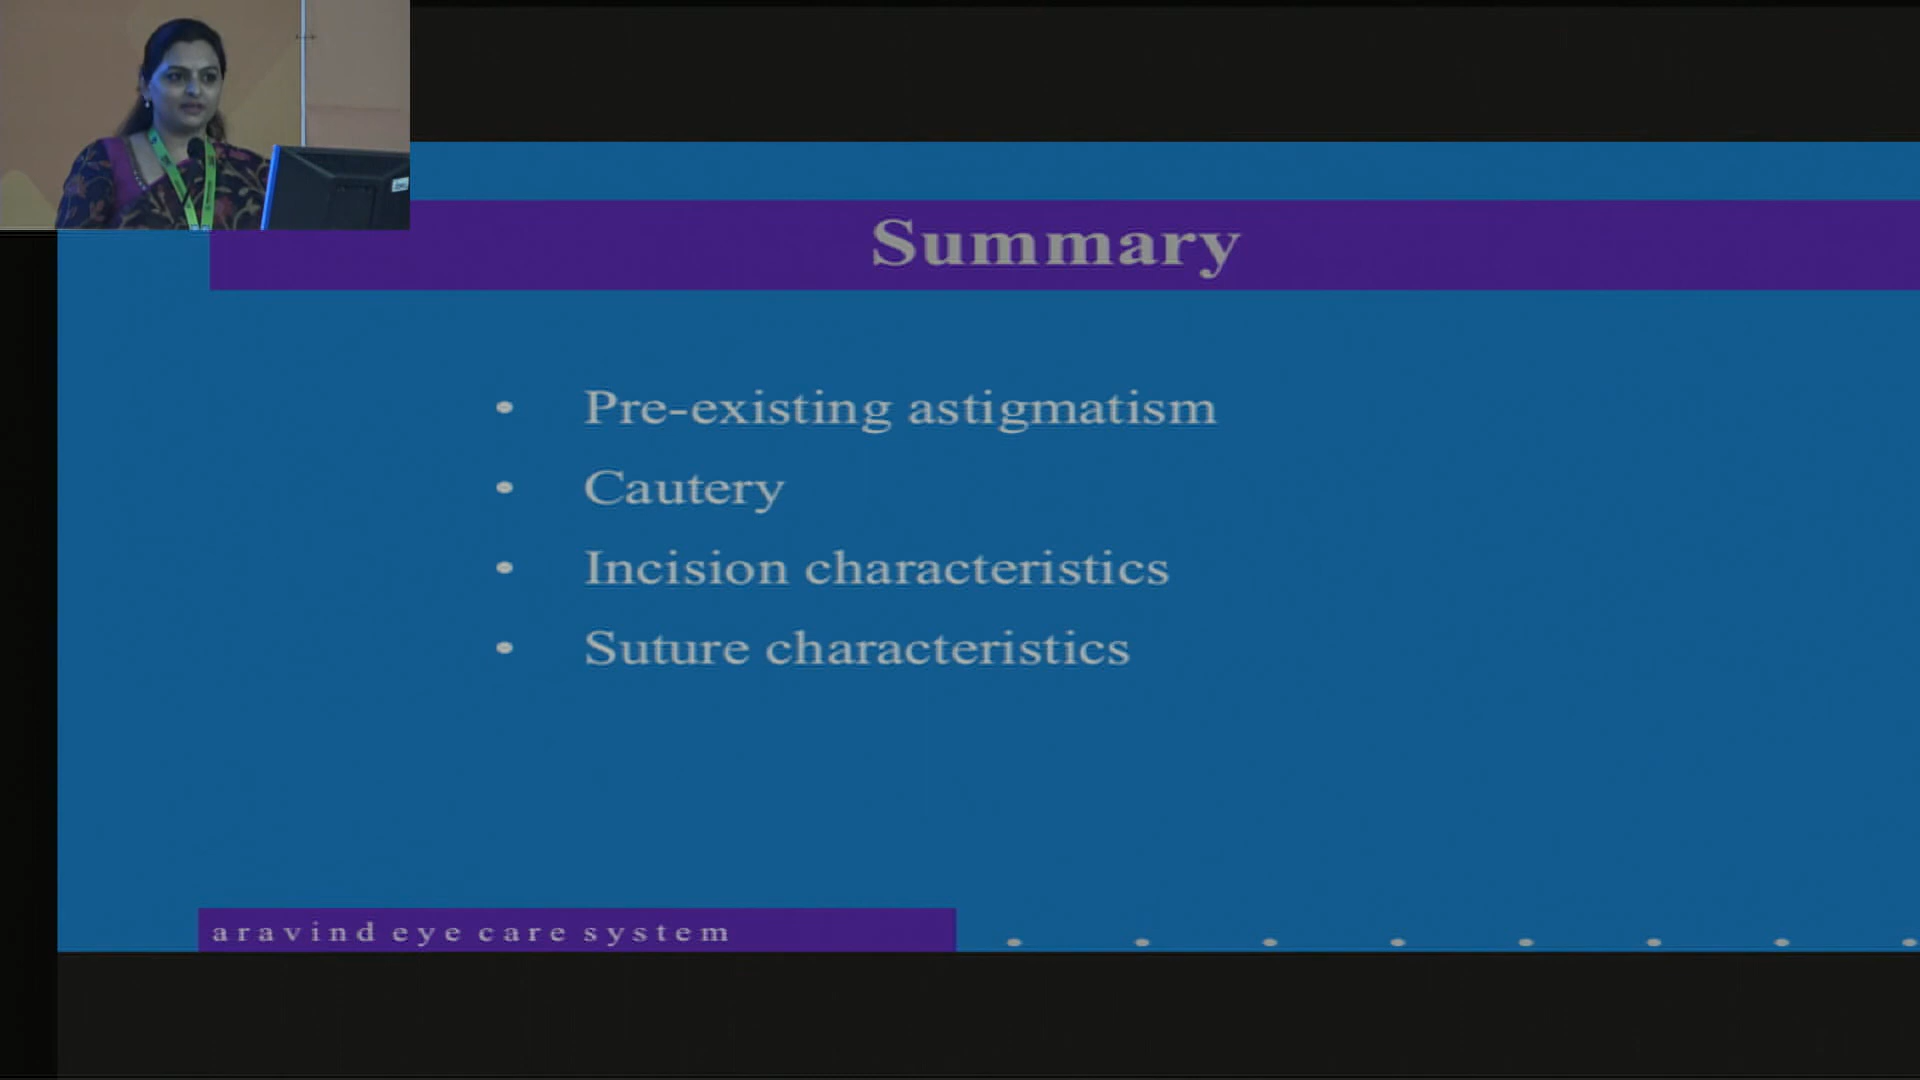 Summary
• Pre-existing astigmatism
• Cautery
• Incision characteristics
• Suture characteristics
aravind eye care system